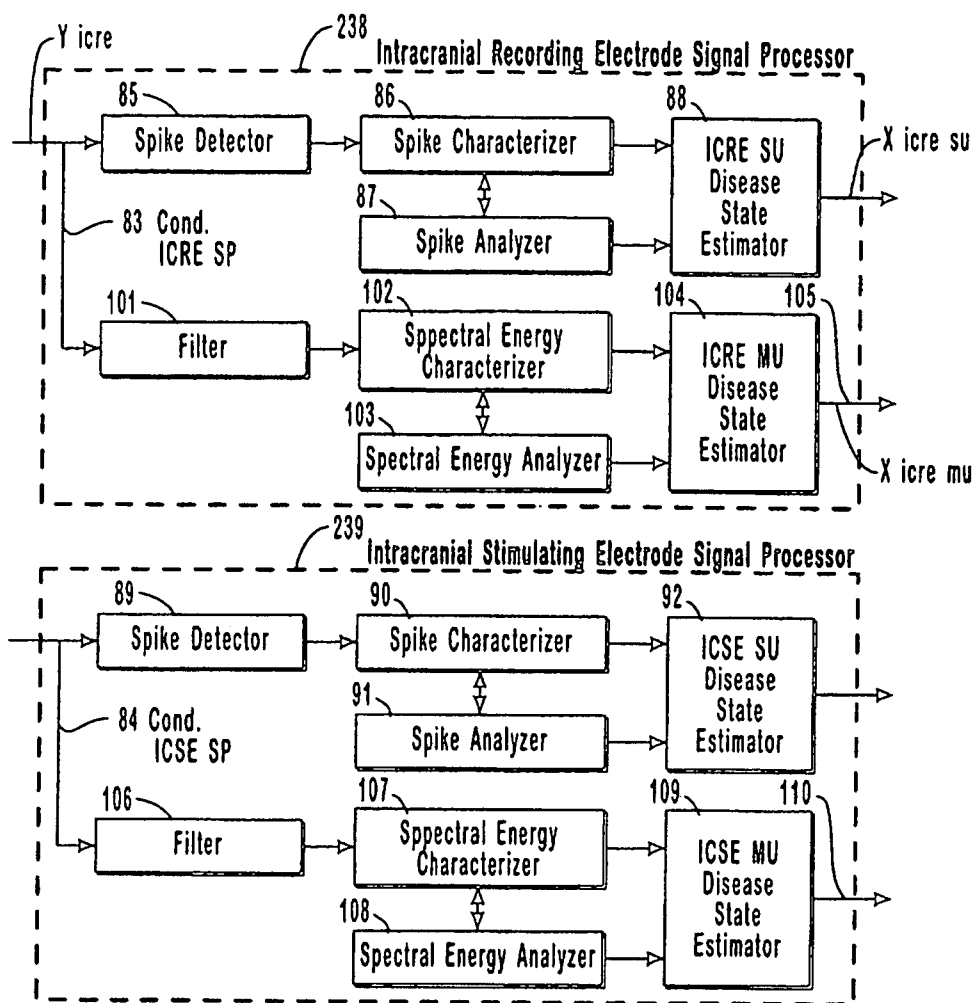 Y icre
238
Intracranial Recording Electrode Signal Processor
85
Spike Detector
86
Spike Characterizer
88
ICRE SU
Disease
State
Estimator
X icre su
87
Spike Analyzer
83 Cond.
ICRE SP
101
Filter
102
Sppectral Energy
Characterizer
104
ICRE MU
Disease
State
Estimator
105
103
Spectral Energy Analyzer
X icre mu
239
Intracranial Stimulating Electrode Signal Processor
89
Spike Detector
90
Spike Characterizer
92
ICSE SU
Disease
State
Estimator
91
Spike Analyzer
84 Cond.
ICSE SP
106
Filter
107
Sppectral Energy
Characterizer
109
ICSE MU
Disease
State
Estimator
110
108
Spectral Energy Analyzer